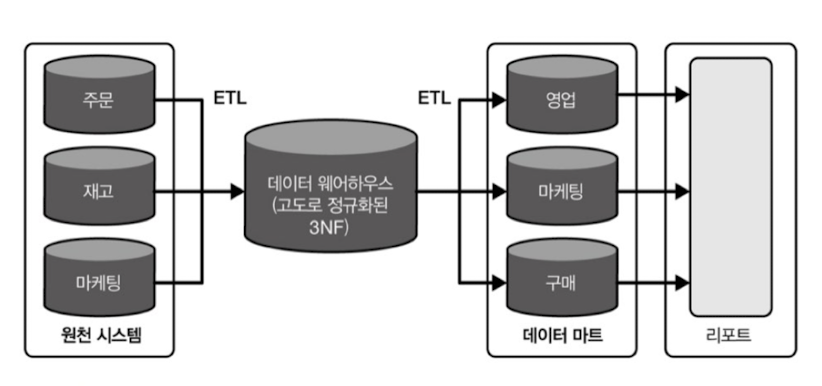 주문
재고
마케팅
원천 시스템
ETL
데이터 웨어하우스
(고도로 정규화된
3NF)
ETL
영업
마케팅
구매
데이터 마트
리포트